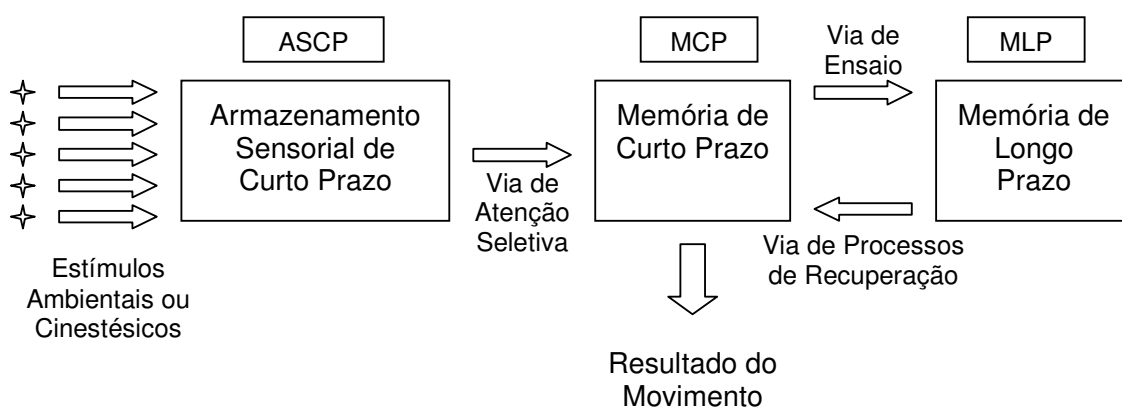 ASCP
MCP
Via de
Ensaio
MLP
Armazenamento
Sensorial de
Curto Prazo
Via de
Atenção
Seletiva
Memória de
Curto Prazo
Memória de
Longo
Prazo
Via de Processos
de Recuperação
Estímulos
Ambientais ou
Cinestésicos
Resultado do
Movimento